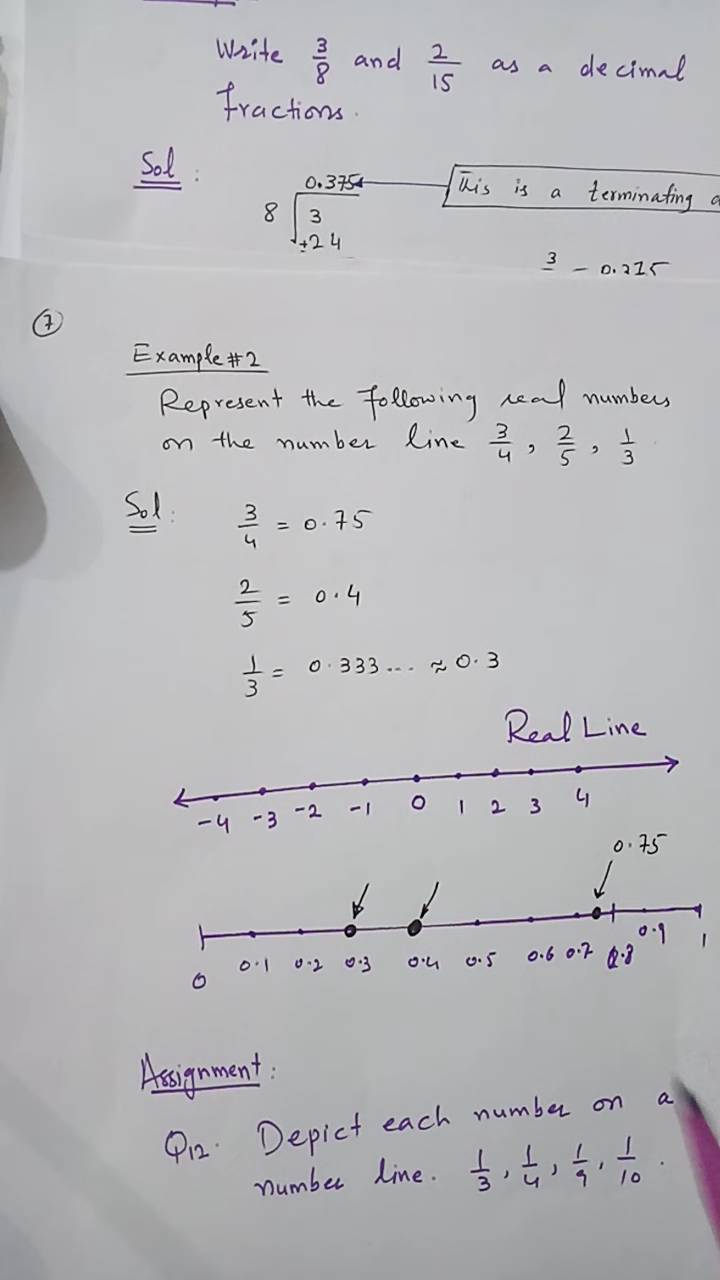 Write 3/8 and 2/15 as a decimal
fractions.
Sol :
0.375
This is a terminating
8 3
24
3 - 0.215
7
Example #2
Represent the following real numbers
on the number line 3/4, 2/5, 1/3
Sol:
3/4 = 0.75
2/5 = 0.4
1/3 = 0.333... ≈ 0.3
Real Line
-4 -3 -2 -1 0 1 2 3 4
0.75
0 0.1 0.2 0.3 0.4 0.5 0.6 0.7 0.8 0.9 1
Assignment:
Q12. Depict each number on a
number line. 1/3, 1/4, 1/9, 1/10.